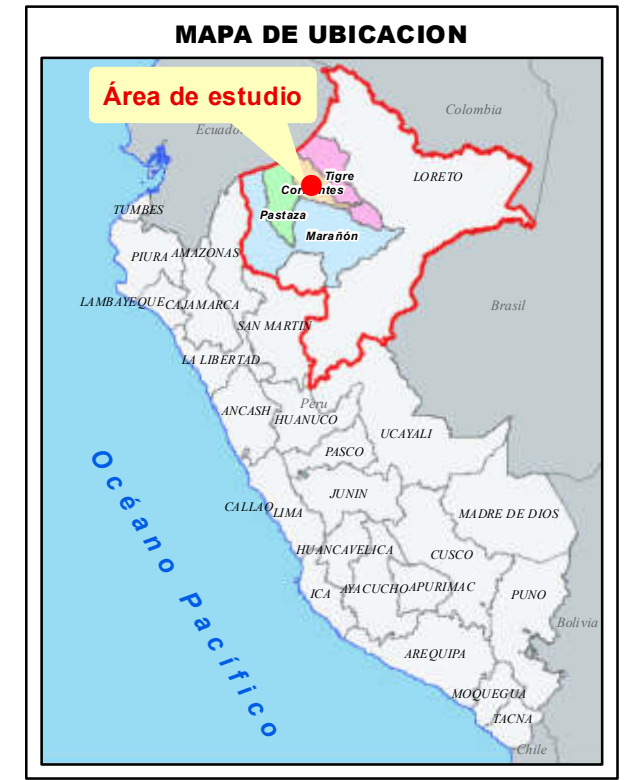 MAPA DE UBICACION
Área de estudio
Colombia
Ecuador
Tigre
LORETO
Corrientes
Pastaza
TUMBES
Marañón
PIURA
AMAZONAS
Brasil
LAMBAYEQUE
CAJAMARCA
SAN MARTIN
LA LIBERTAD
Peru
ANCASH
HUANUCO
UCAYALI
PASCO
Océano Pacífico
JUNIN
CALLAO
LIMA
MADRE DE DIOS
HUANCAVELICA
CUSCO
ICA
AYACUCHO
APURIMAC
PUNO
Bolivia
AREQUIPA
MOQUEGUA
TACNA
Chile